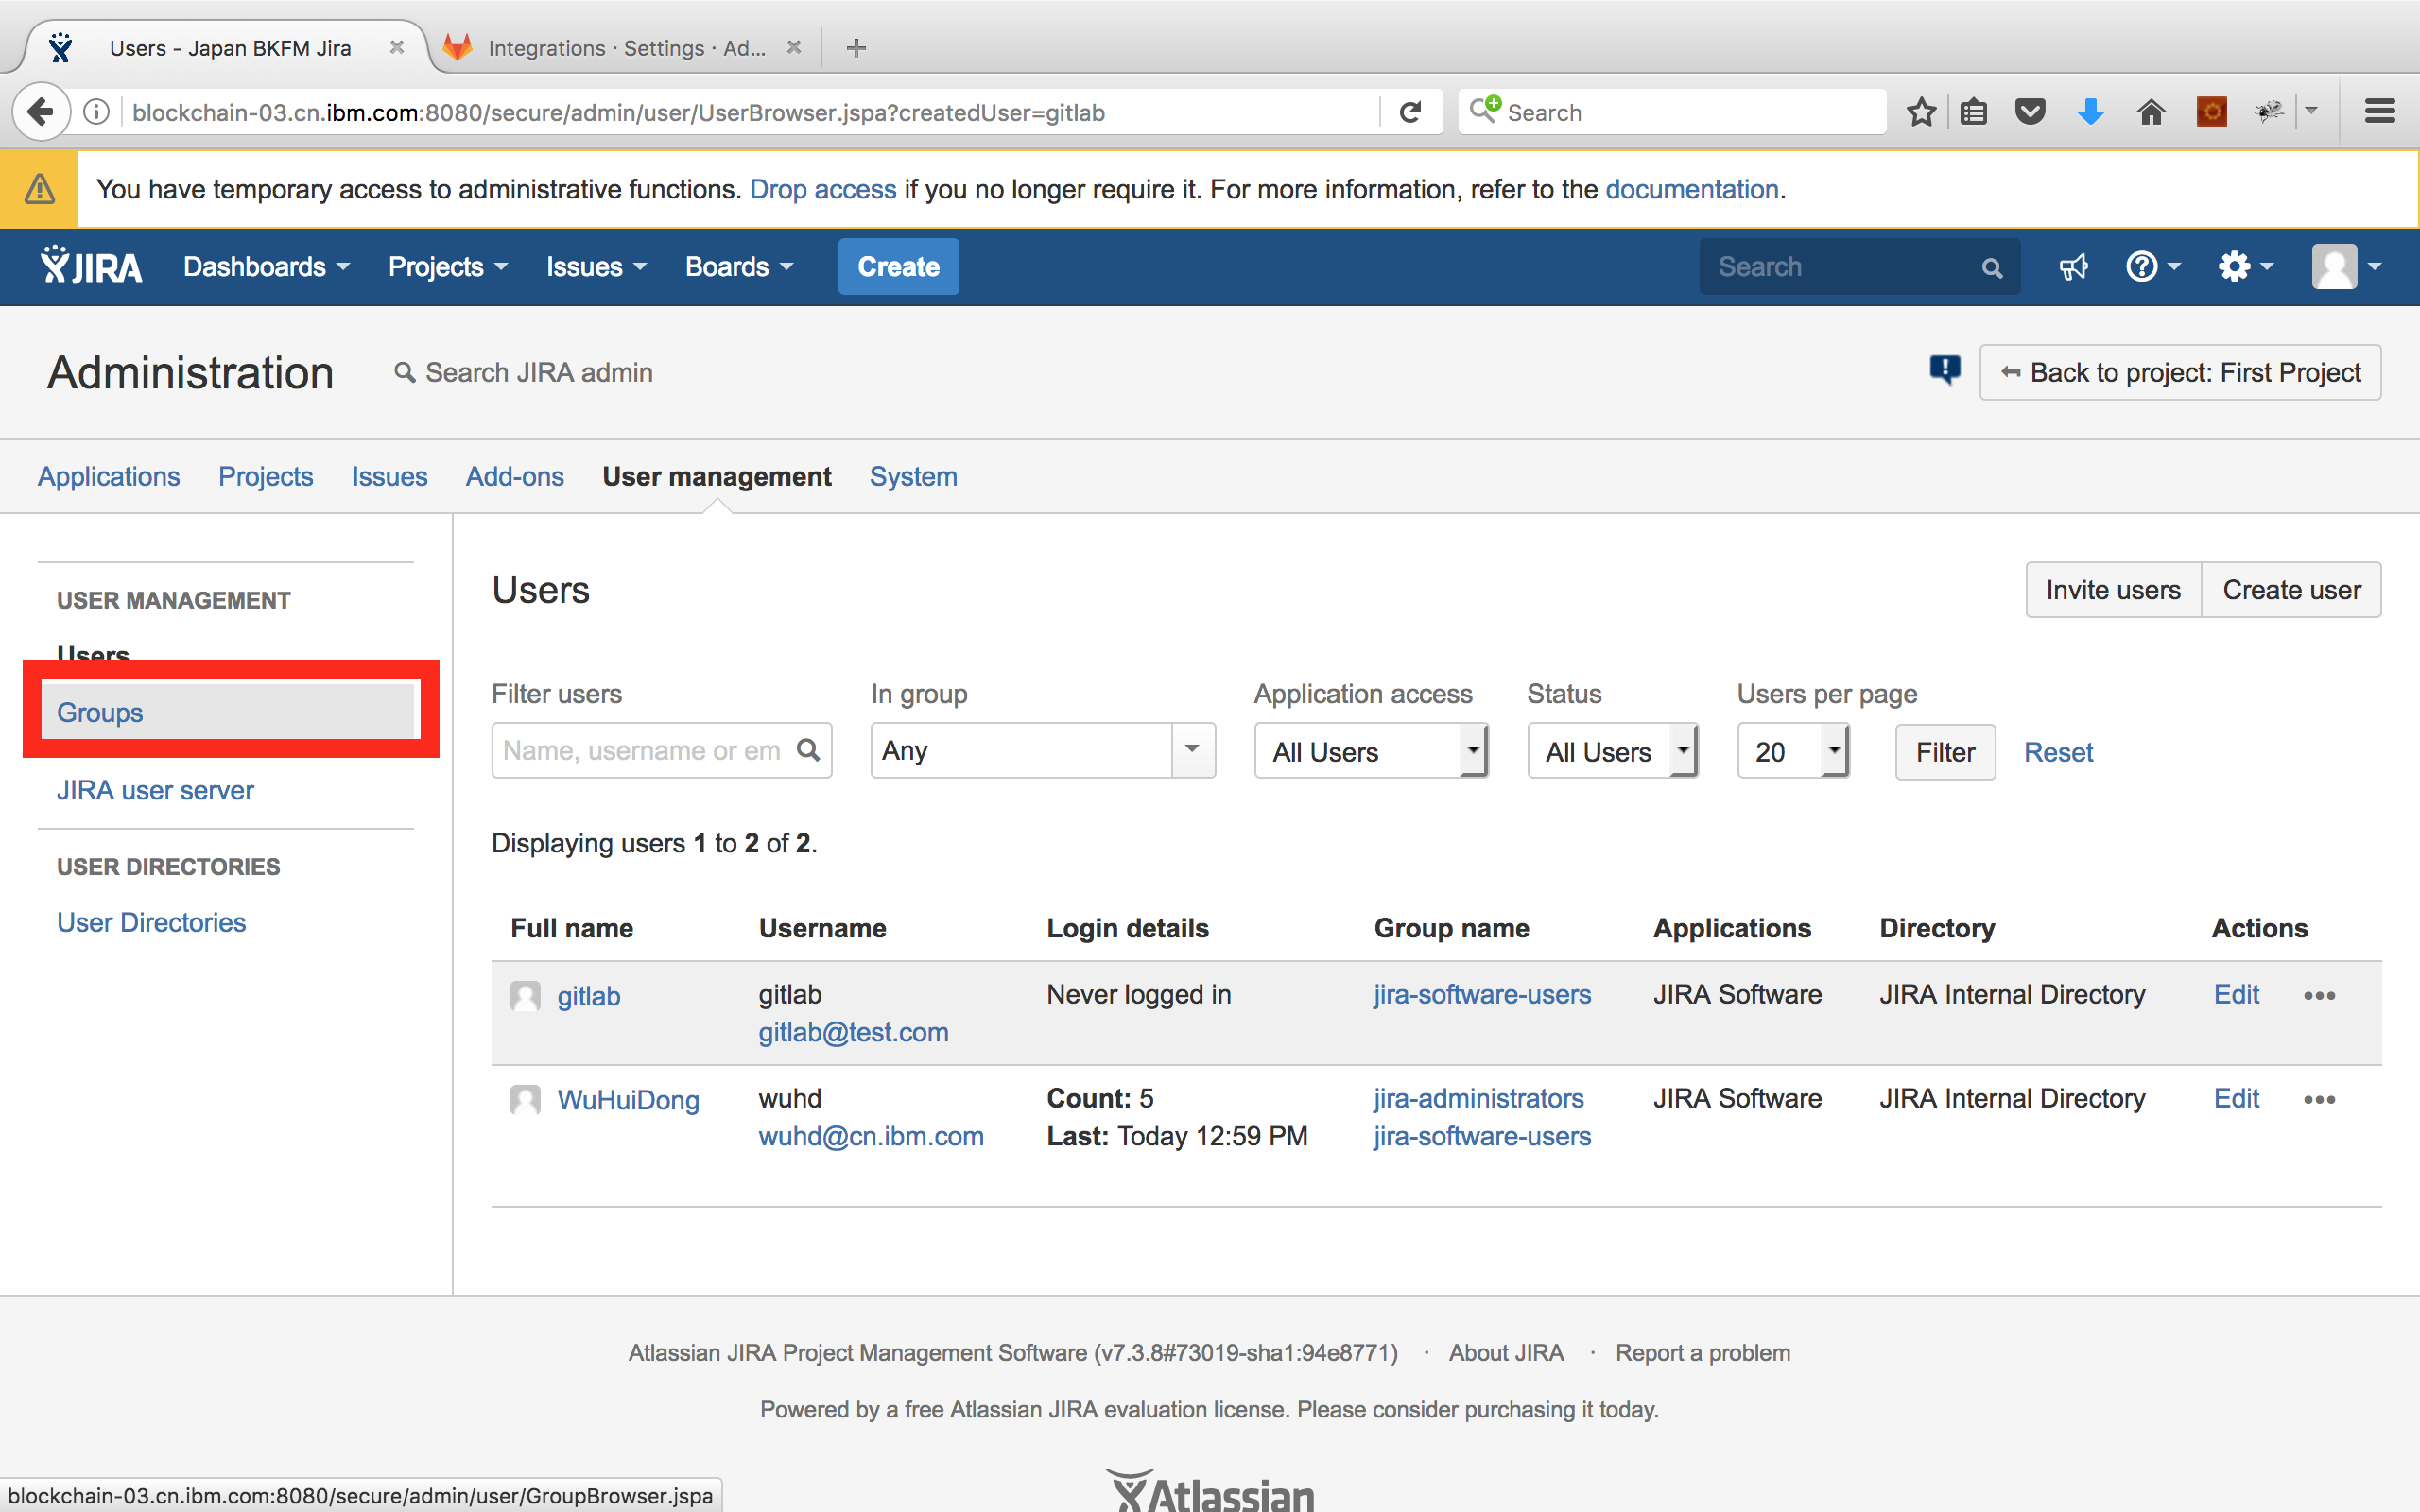 Users - Japan BKFM Jira
Integrations · Settings · Ad...
blockchain-03.cn.ibm.com:8080/secure/admin/user/UserBrowser.jspa?createdUser=gitlab
Search
You have temporary access to administrative functions. Drop access if you no longer require it. For more information, refer to the documentation.
JIRA Dashboards Projects Issues Boards Create Search
Administration Search JIRA admin Back to project: First Project
Applications Projects Issues Add-ons User management System
USER MANAGEMENT
Users
Groups
JIRA user server
USER DIRECTORIES
User Directories
Users Invite users Create user
Filter users In group Application access Status Users per page
Name, username or em Any All Users All Users 20 Filter Reset
Displaying users 1 to 2 of 2.
Full name Username Login details Group name Applications Directory Actions
gitlab gitlab Never logged in jira-software-users JIRA Software JIRA Internal Directory Edit
gitlab@test.com
WuHuiDong wuhd Count: 5 jira-administrators JIRA Software JIRA Internal Directory Edit
wuhd@cn.ibm.com Last: Today 12:59 PM jira-software-users
Atlassian JIRA Project Management Software (v7.3.8#73019-sha1:94e8771) · About JIRA · Report a problem
Powered by a free Atlassian JIRA evaluation license. Please consider purchasing it today.
Atlassian
blockchain-03.cn.ibm.com:8080/secure/admin/user/GroupBrowser.jspa